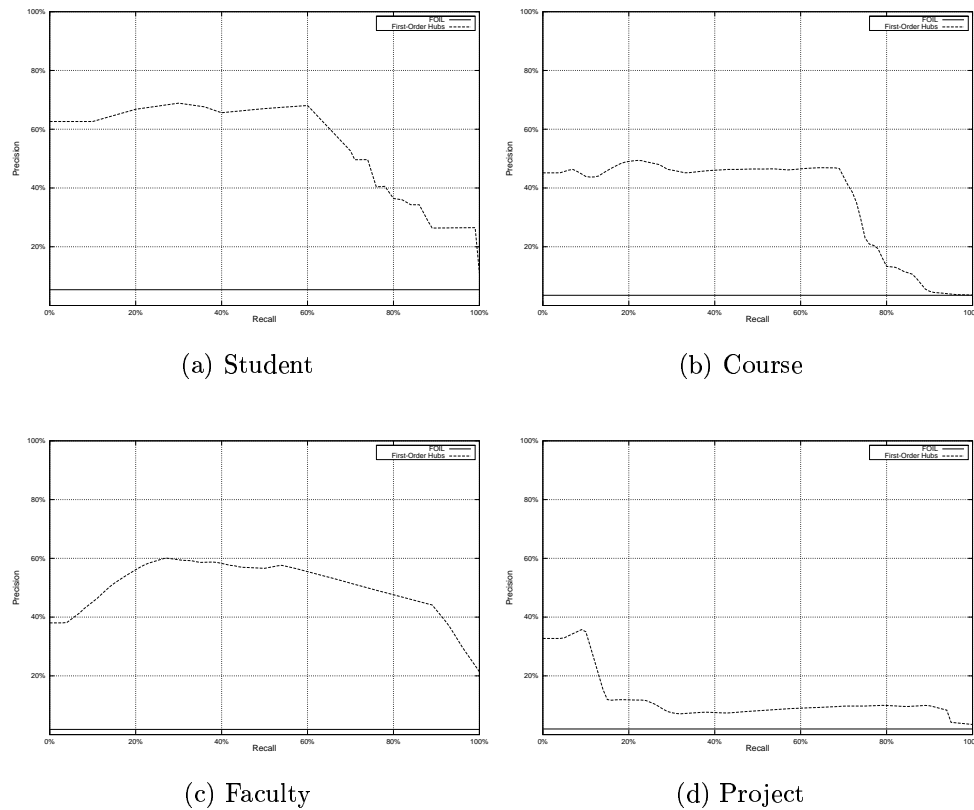 100%
80%
60%
40%
20%
Precision
0% 20% 40% 60% 80% 100%
Recall
FOIL
First-Order Hubs
(a) Student
100%
80%
60%
40%
20%
Precision
0% 20% 40% 60% 80% 100%
Recall
FOIL
First-Order Hubs
(b) Course
100%
80%
60%
40%
20%
Precision
0% 20% 40% 60% 80% 100%
Recall
FOIL
First-Order Hubs
(c) Faculty
100%
80%
60%
40%
20%
Precision
0% 20% 40% 60% 80% 100%
Recall
FOIL
First-Order Hubs
(d) Project